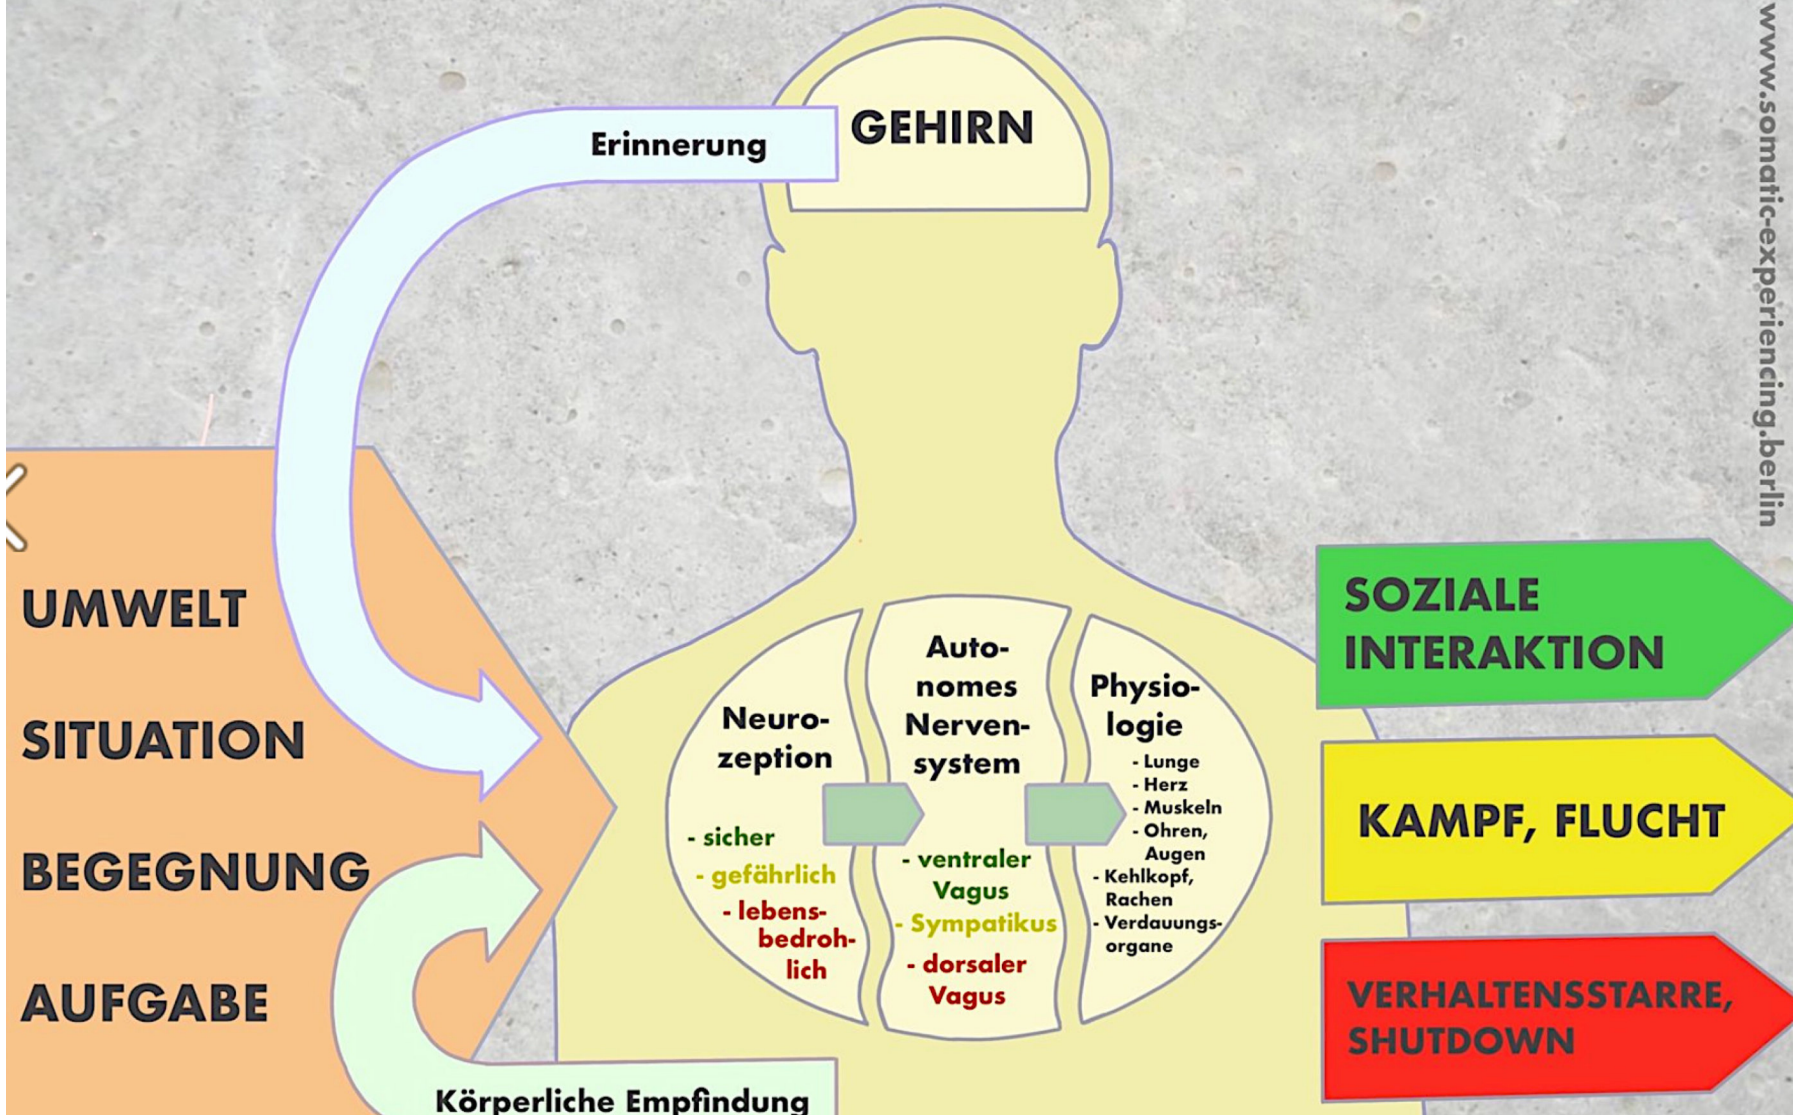 www.somatic-experiencing.berlin
GEHIRN
Erinnerung
UMWELT
SITUATION
BEGEGNUNG
AUFGABE
Körperliche Empfindung
Neuro-
zeption
- sicher
- gefährlich
- lebens-
bedroh-
lich
Auto-
nomes
Nerven-
system
- ventraler
Vagus
- Sympatikus
- dorsaler
Vagus
Physio-
logie
- Lunge
- Herz
- Muskeln
- Ohren,
Augen
- Kehlkopf,
Rachen
- Verdauungs-
organe
SOZIALE
INTERAKTION
KAMPF, FLUCHT
VERHALTENSSTARRE,
SHUTDOWN